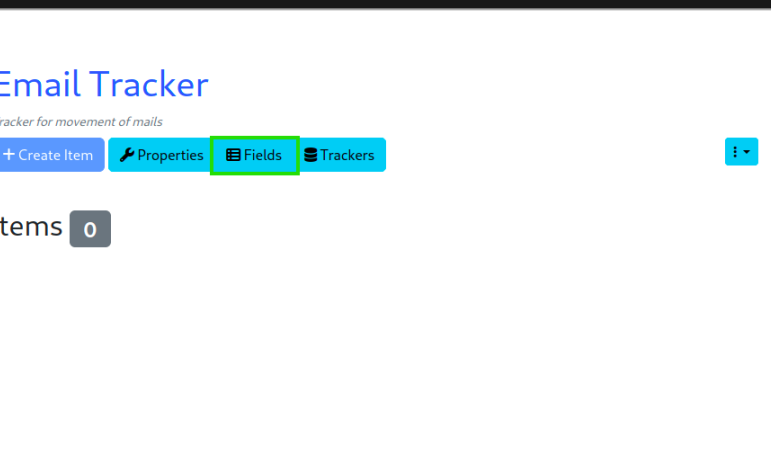 Email Tracker
racker for movement of mails
+ Create Item Properties Fields Trackers
tems 0